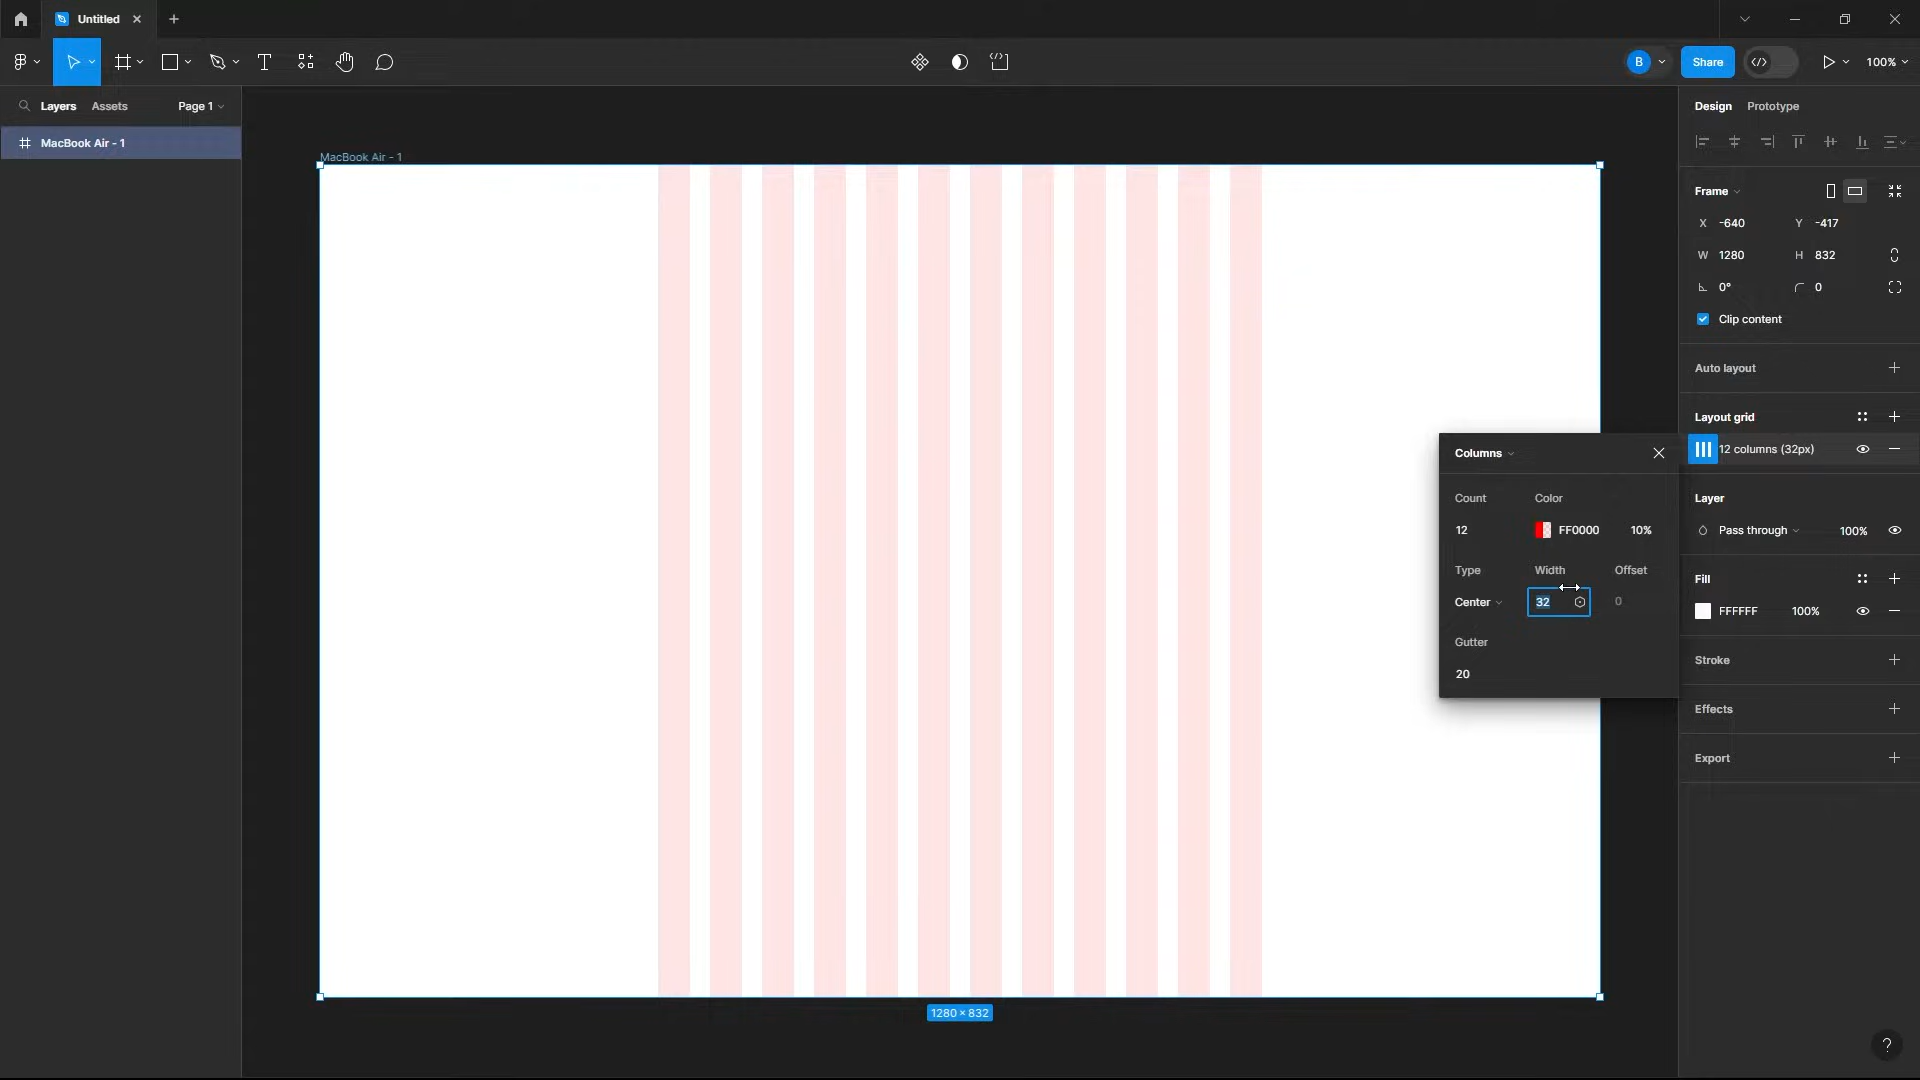 Untitled
B
Share
100%
Layers Assets Page 1
MacBook Air - 1
MacBook Air - 1
1280 × 832
Design Prototype
Frame
X -640 Y -417
W 1280 H 832
0° 0
Clip content
Auto layout
Layout grid
12 columns (32px)
Layer
Pass through 100%
Fill
FFFFFF 100%
Stroke
Effects
Export
Columns
Count Color
12 FF0000 10%
Type Width Offset
Center 32 0
Gutter
20
?